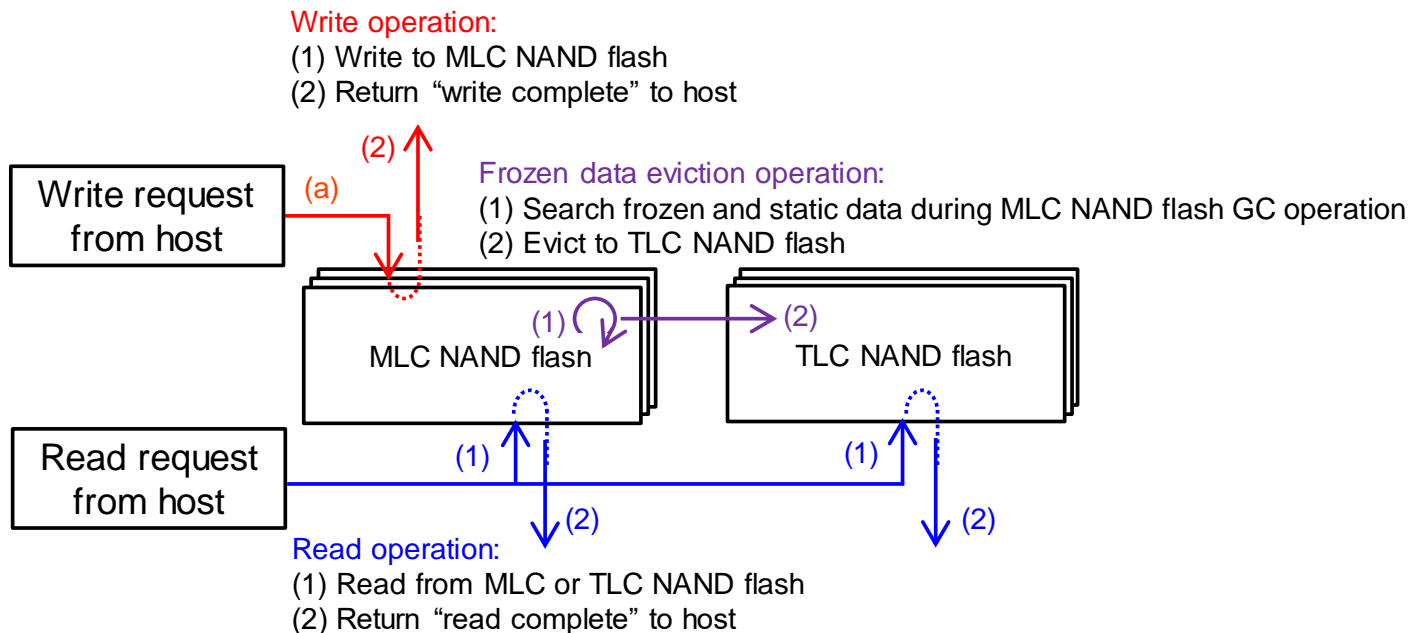 Write operation:
(1) Write to MLC NAND flash
(2) Return “write complete” to host
(2)
Write request
from host
(a)
Frozen data eviction operation:
(1) Search frozen and static data during MLC NAND flash GC operation
(2) Evict to TLC NAND flash
(1)
(2)
MLC NAND flash
TLC NAND flash
Read request
from host
(1)
(1)
(2)
(2)
Read operation:
(1) Read from MLC or TLC NAND flash
(2) Return “read complete” to host